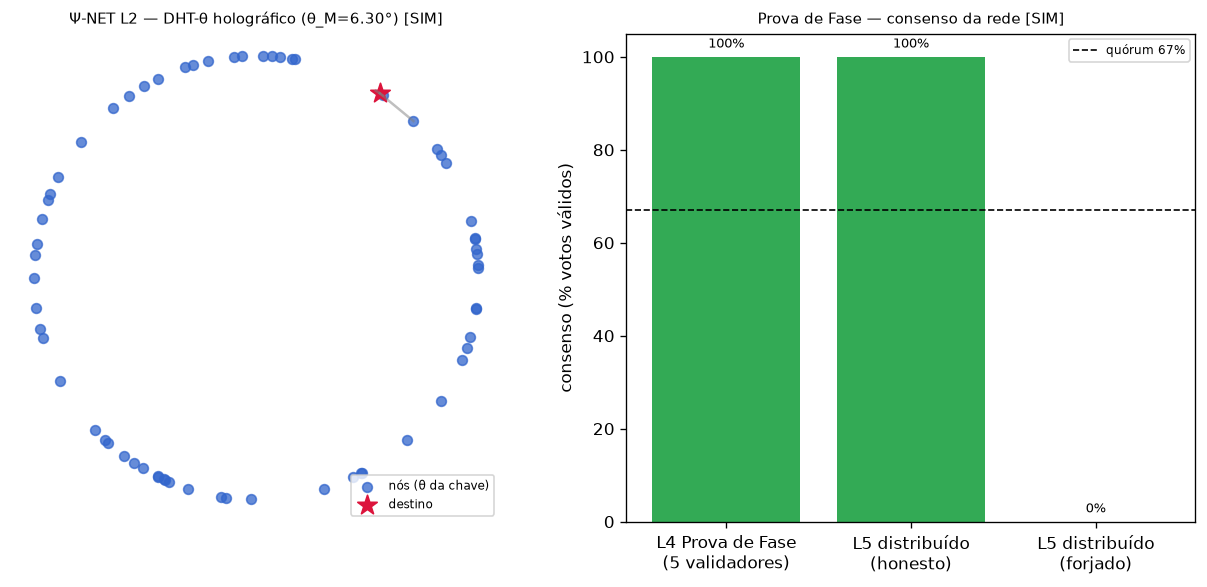 Ψ-NET L2 — DHT-θ holográfico (θ_M=6.30°) [SIM]
nós (θ da chave)
destino
Prova de Fase — consenso da rede [SIM]
100%
100%
quórum 67%
100
80
60
40
20
0
consenso (% votos válidos)
0%
L4 Prova de Fase
(5 validadores)
L5 distribuído
(honesto)
L5 distribuído
(forjado)